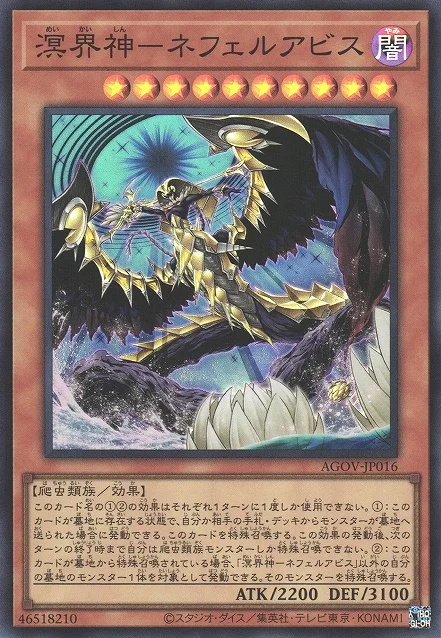 溟界神－ネフェルアビス
闇
AGOV-JP016
【爬虫類族／効果】
このカード名の①②の効果はそれぞれ1ターンに1度しか使用できない。①：こ
のカードが墓地に存在する状態で、自分か相手の手札・デッキからモンスターが墓地へ
送られた場合に発動できる。このカードを特殊召喚する。この効果の発動後、次の
ターンの終了時まで自分は爬虫類族モンスターしか特殊召喚できない。②：この
カードが墓地から特殊召喚されている場合、「溟界神－ネフェルアビス」以外の自分
の墓地のモンスター1体を対象として発動できる。そのモンスターを特殊召喚する。
ATK/2200 DEF/3100
46518210
©スタジオ・ダイス／集英社・テレビ東京・KONAMI